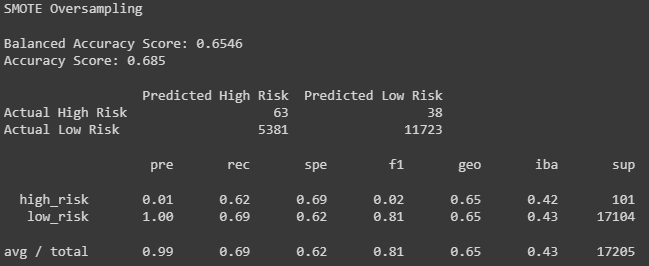 SMOTE Oversampling
Balanced Accuracy Score: 0.6546
Accuracy Score: 0.685
Predicted High Risk  Predicted Low Risk
Actual High Risk 63 38
Actual Low Risk 5381 11723
pre rec spe f1 geo iba sup
high_risk 0.01 0.62 0.69 0.02 0.65 0.42 101
low_risk 1.00 0.69 0.62 0.81 0.65 0.43 17104
avg / total 0.99 0.69 0.62 0.81 0.65 0.43 17205